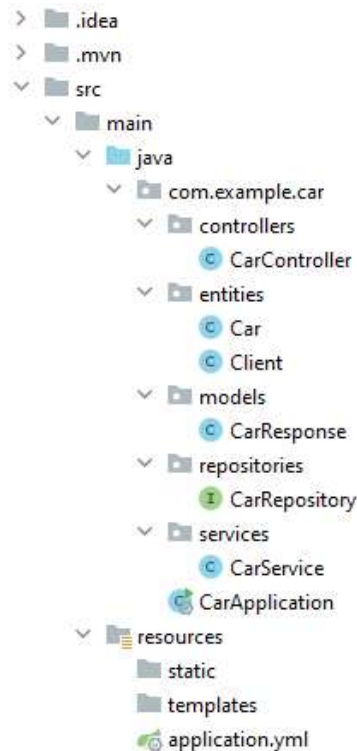 .idea
.mvn
src
main
java
com.example.car
controllers
C CarController
entities
C Car
C Client
models
C CarResponse
repositories
I CarRepository
services
C CarService
C CarApplication
resources
static
templates
application.yml